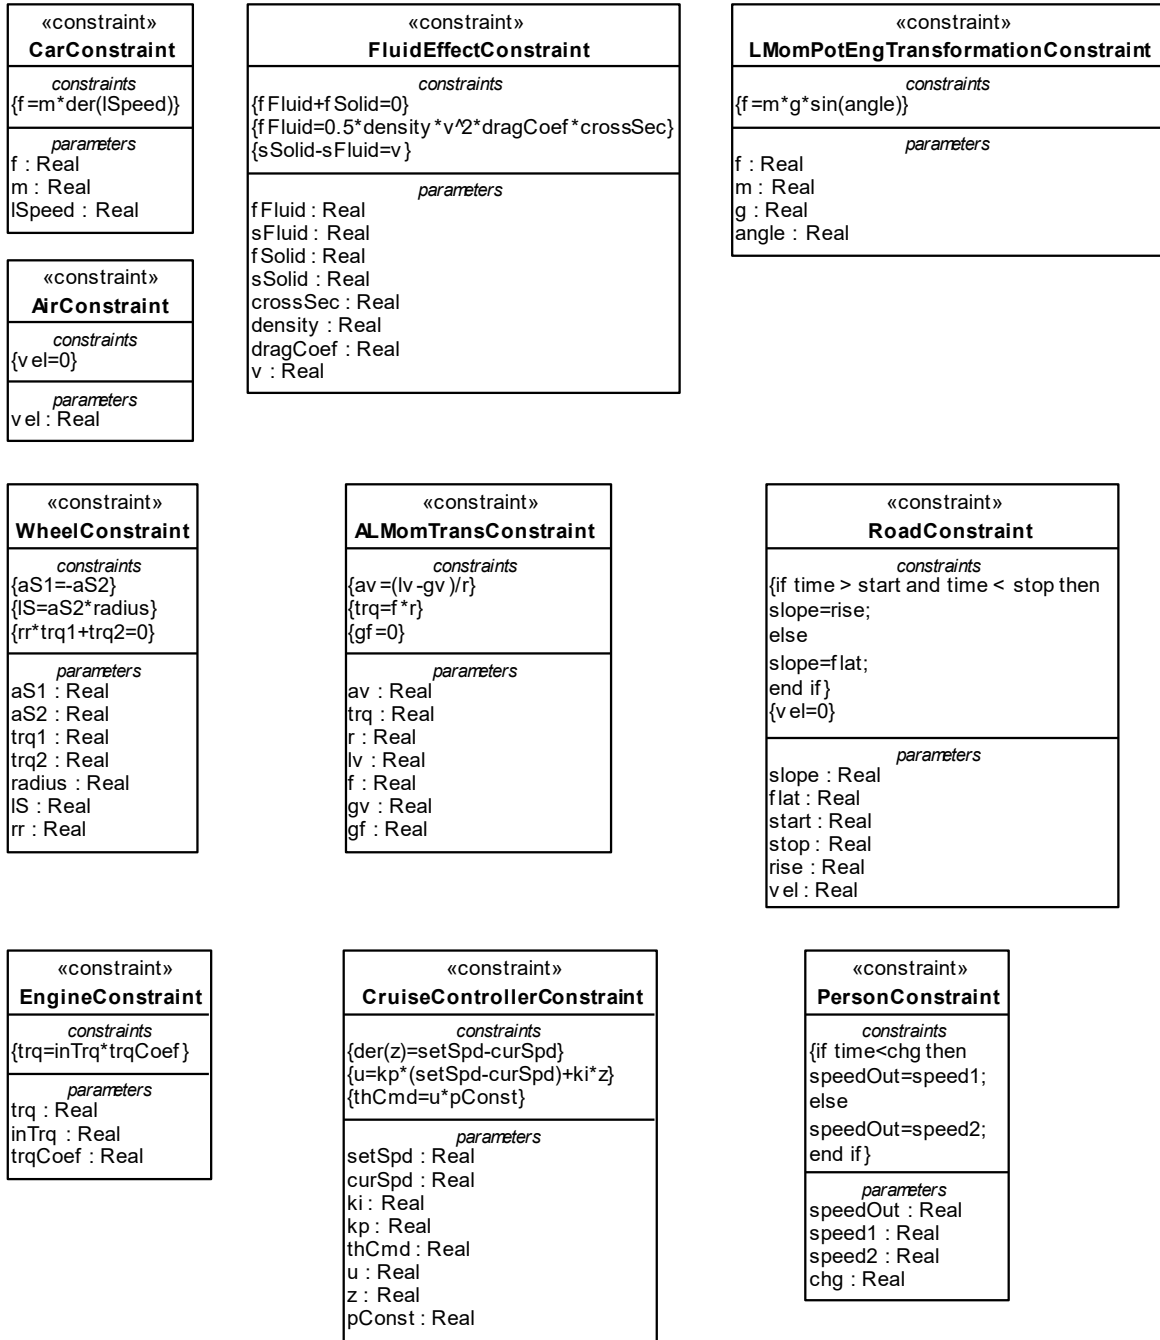 «constraint»
CarConstraint
constraints
{f=m*der(lSpeed)}
parameters
f : Real
m : Real
lSpeed : Real
«constraint»
FluidEffectConstraint
constraints
{fFluid+fSolid=0}
{fFluid=0.5*density*v^2*dragCoef*crossSec}
{sSolid-sFluid=v}
parameters
fFluid : Real
sFluid : Real
fSolid : Real
sSolid : Real
crossSec : Real
density : Real
dragCoef : Real
v : Real
«constraint»
LMomPotEngTransformationConstraint
constraints
{f=m*g*sin(angle)}
parameters
f : Real
m : Real
g : Real
angle : Real
«constraint»
AirConstraint
constraints
{vel=0}
parameters
vel : Real
«constraint»
WheelConstraint
constraints
{aS1=-aS2}
{lS=aS2*radius}
{rr*trq1+trq2=0}
parameters
aS1 : Real
aS2 : Real
trq1 : Real
trq2 : Real
radius : Real
lS : Real
rr : Real
«constraint»
ALMomTransConstraint
constraints
{av=(lv-gv)/r}
{trq=f*r}
{gf=0}
parameters
av : Real
trq : Real
r : Real
lv : Real
f : Real
gv : Real
gf : Real
«constraint»
RoadConstraint
constraints
{if time > start and time < stop then
slope=rise;
else
slope=flat;
end if}
{vel=0}
parameters
slope : Real
flat : Real
start : Real
stop : Real
rise : Real
vel : Real
«constraint»
EngineConstraint
constraints
{trq=inTrq*trqCoef}
parameters
trq : Real
inTrq : Real
trqCoef : Real
«constraint»
CruiseControllerConstraint
constraints
{der(z)=setSpd-curSpd}
{u=kp*(setSpd-curSpd)+ki*z}
{thCmd=u*pConst}
parameters
setSpd : Real
curSpd : Real
ki : Real
kp : Real
thCmd : Real
u : Real
z : Real
pConst : Real
«constraint»
PersonConstraint
constraints
{if time<chg then
speedOut=speed1;
else
speedOut=speed2;
end if}
parameters
speedOut : Real
speed1 : Real
speed2 : Real
chg : Real